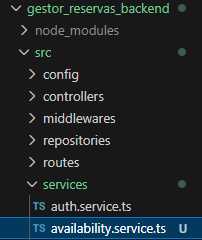 gestor_reservas_backend
node_modules
src
config
controllers
middlewares
repositories
routes
services
TS auth.service.ts
TS availability.service.ts U